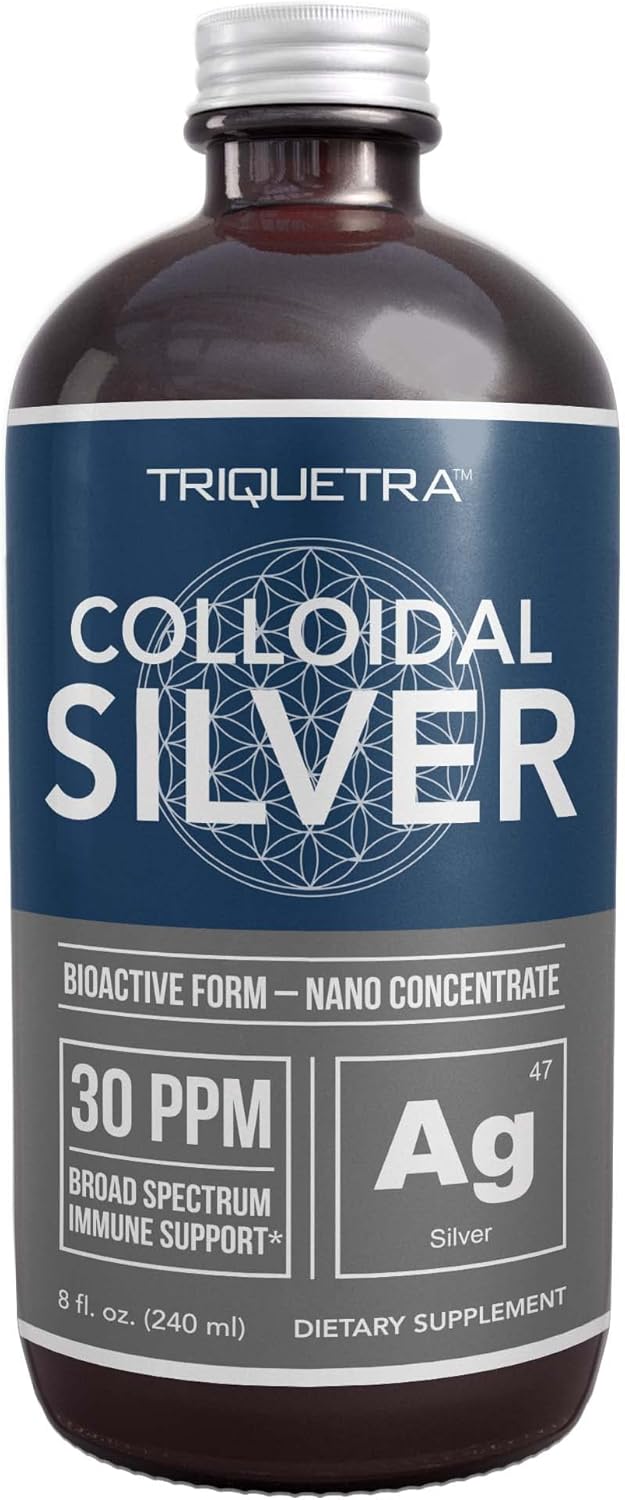 TRIQUETRA™
COLLOIDAL
SILVER
BIOACTIVE FORM – NANO CONCENTRATE
30 PPM
BROAD SPECTRUM
IMMUNE SUPPORT*
47
Ag
Silver
8 fl. oz. (240 ml)
DIETARY SUPPLEMENT